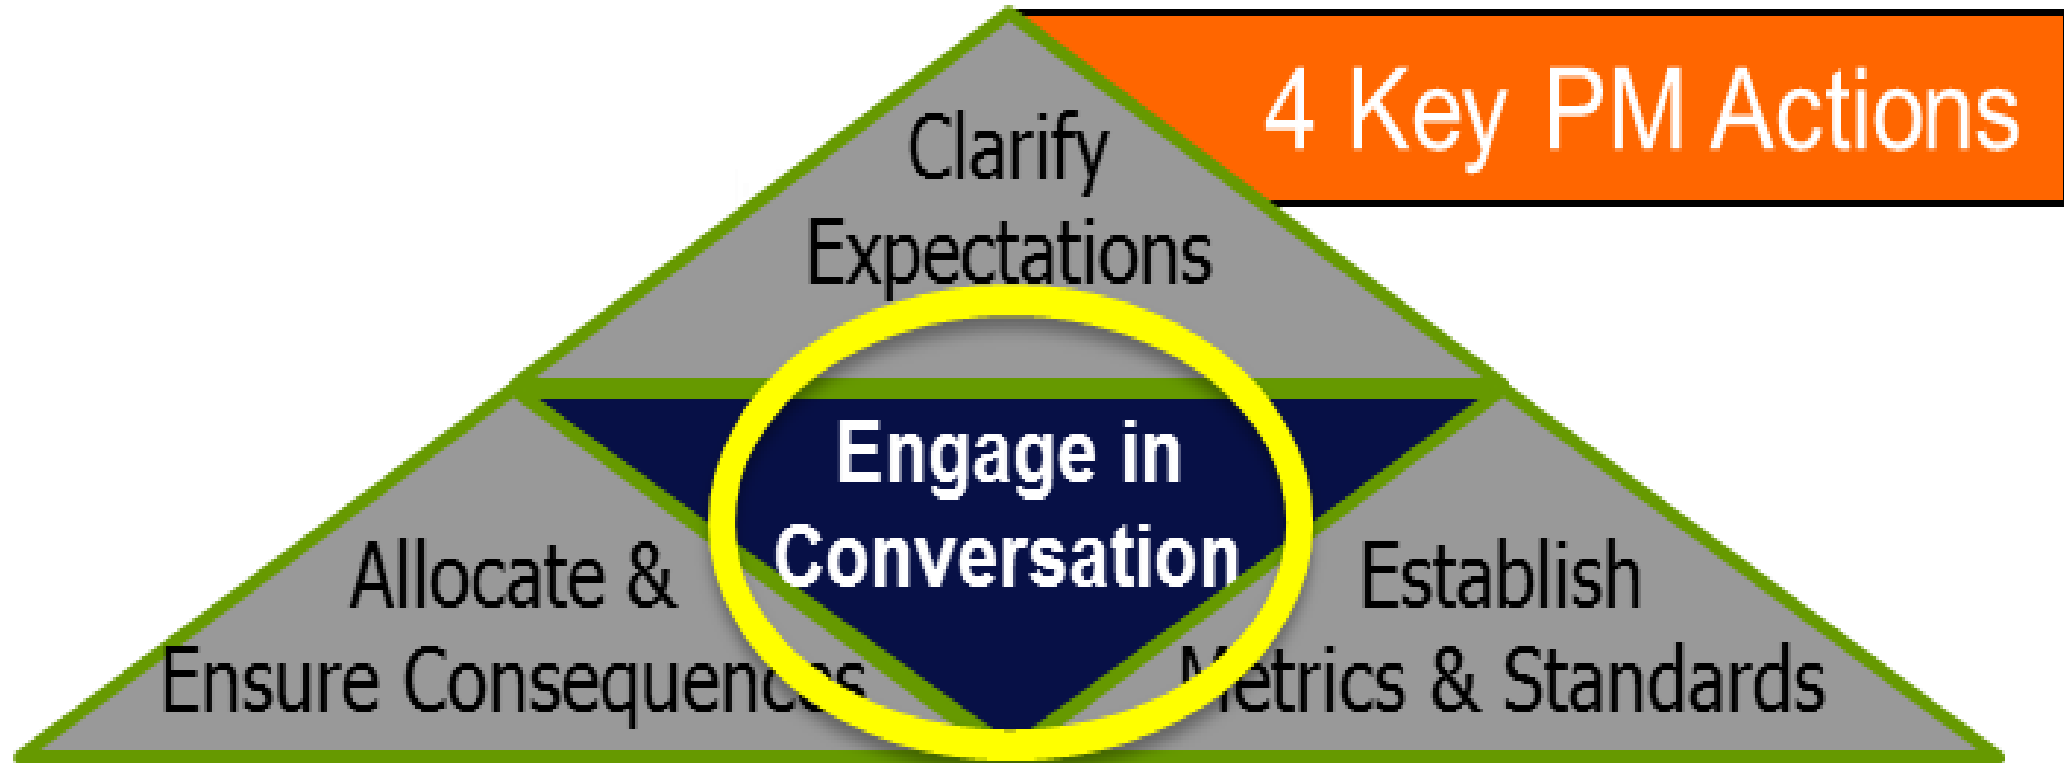 4 Key PM Actions
Clarify
Expectations
Engage in
Conversation
Allocate &
Ensure Consequences
Establish
Metrics & Standards